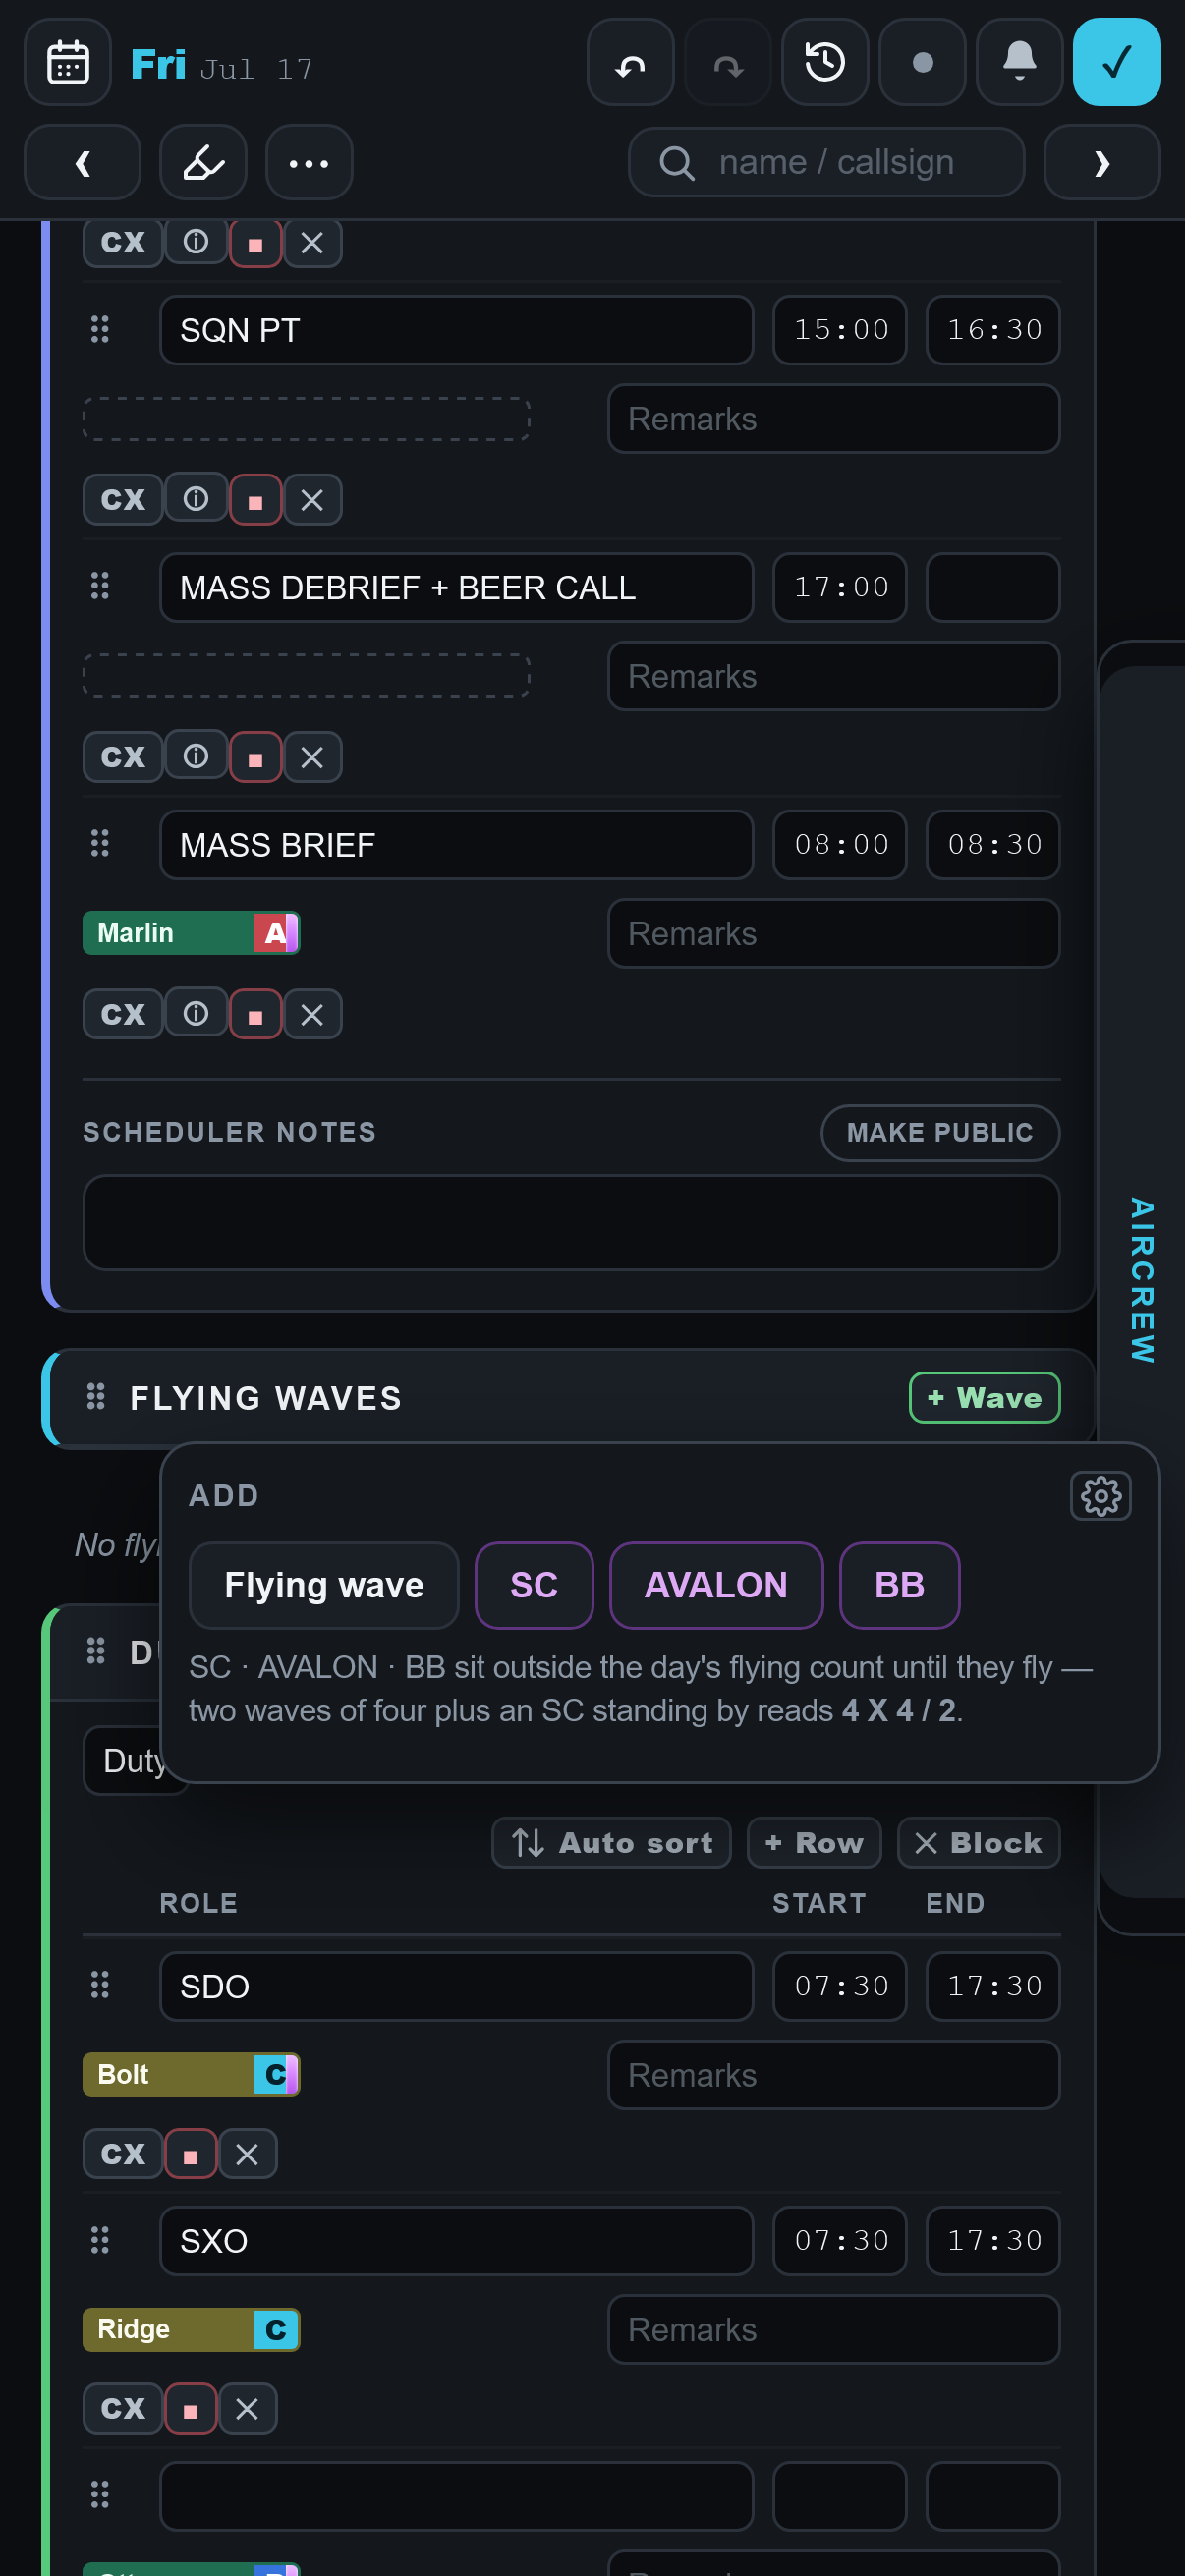 Fri Jul 17
name / callsign
CX
SQN PT 15:00 16:30
Remarks
CX
MASS DEBRIEF + BEER CALL 17:00
Remarks
CX
MASS BRIEF 08:00 08:30
Marlin A Remarks
CX
SCHEDULER NOTES MAKE PUBLIC
AIRCREW
FLYING WAVES + Wave
ADD
No
Flying wave SC AVALON BB
SC · AVALON · BB sit outside the day's flying count until they fly —
two waves of four plus an SC standing by reads 4 X 4 / 2.
Duty
Auto sort + Row × Block
ROLE START END
SDO 07:30 17:30
Bolt C Remarks
CX
SXO 07:30 17:30
Ridge C Remarks
CX